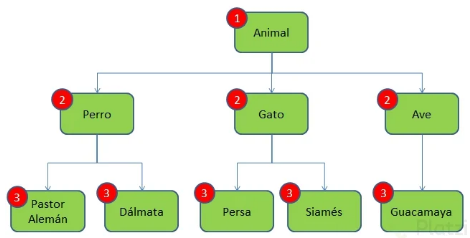 1
Animal
2
Perro
2
Gato
2
Ave
3
Pastor
Alemán
3
Dálmata
3
Persa
3
Siamés
3
Guacamaya